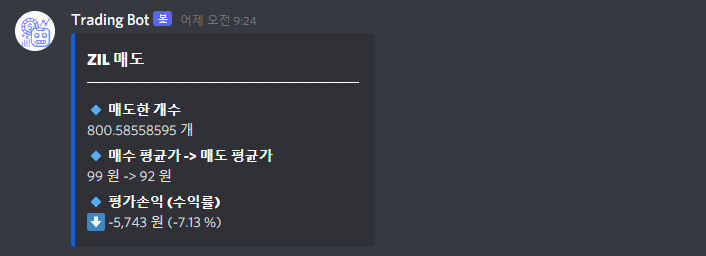 Trading Bot 봇 어제 오전 9:24
ZIL 매도
매도한 개수
800.58558595 개
매수 평균가 -> 매도 평균가
99 원 -> 92 원
평가손익 (수익률)
-5,743 원 (-7.13 %)